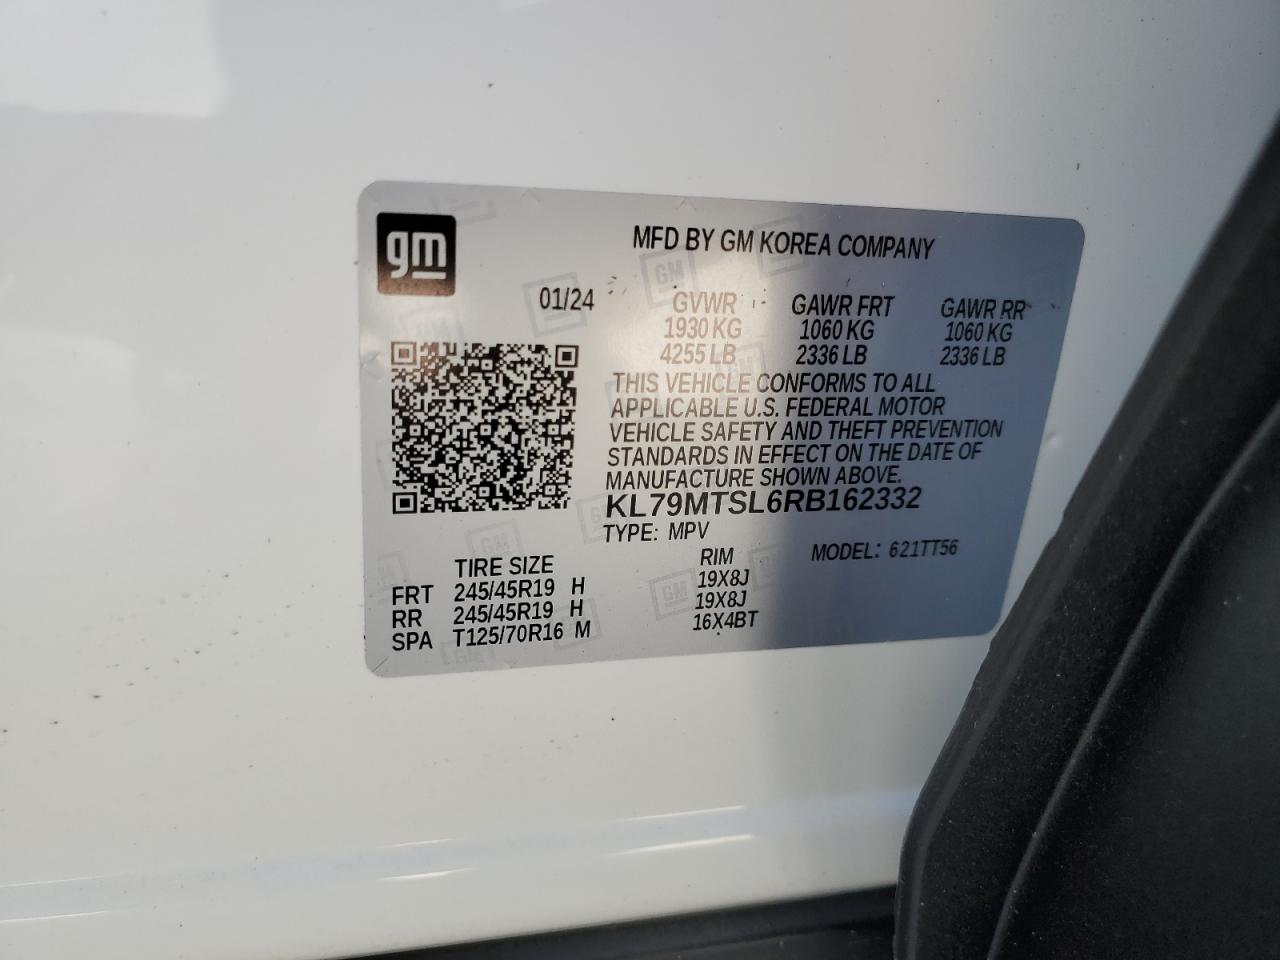 gm
MFD BY GM KOREA COMPANY
01/24
GVWR GAWR FRT GAWR RR
1930 KG 1060 KG 1060 KG
4255 LB 2336 LB 2336 LB
THIS VEHICLE CONFORMS TO ALL
APPLICABLE U.S. FEDERAL MOTOR
VEHICLE SAFETY AND THEFT PREVENTION
STANDARDS IN EFFECT ON THE DATE OF
MANUFACTURE SHOWN ABOVE.
KL79MTSL6RB162332
TYPE: MPV MODEL: 621TT56
TIRE SIZE RIM
FRT 245/45R19 H 19X8J
RR 245/45R19 H 19X8J
SPA T125/70R16 M 16X4BT